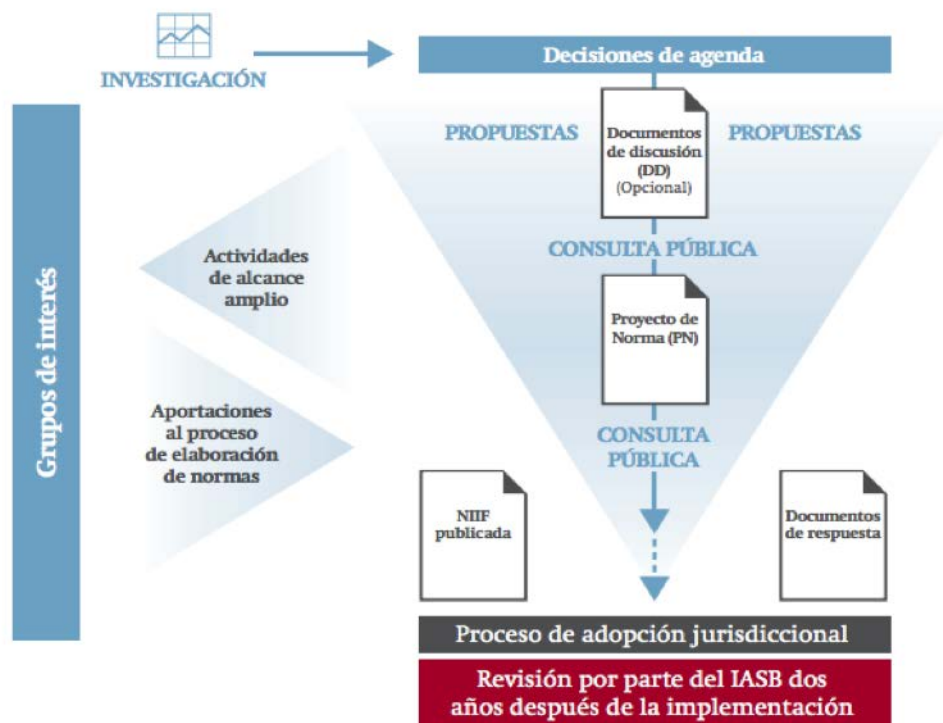 INVESTIGACIÓN
Decisiones de agenda
Grupos de interés
PROPUESTAS
Documentos
de discusión
(DD)
(Opcional)
PROPUESTAS
CONSULTA PÚBLICA
Actividades
de alcance
amplio
Proyecto de
Norma (PN)
Aportaciones
al proceso
de elaboración
de normas
CONSULTA
PÚBLICA
NIIF
publicada
Documentos
de respuesta
Proceso de adopción jurisdiccional
Revisión por parte del IASB dos
años después de la implementación